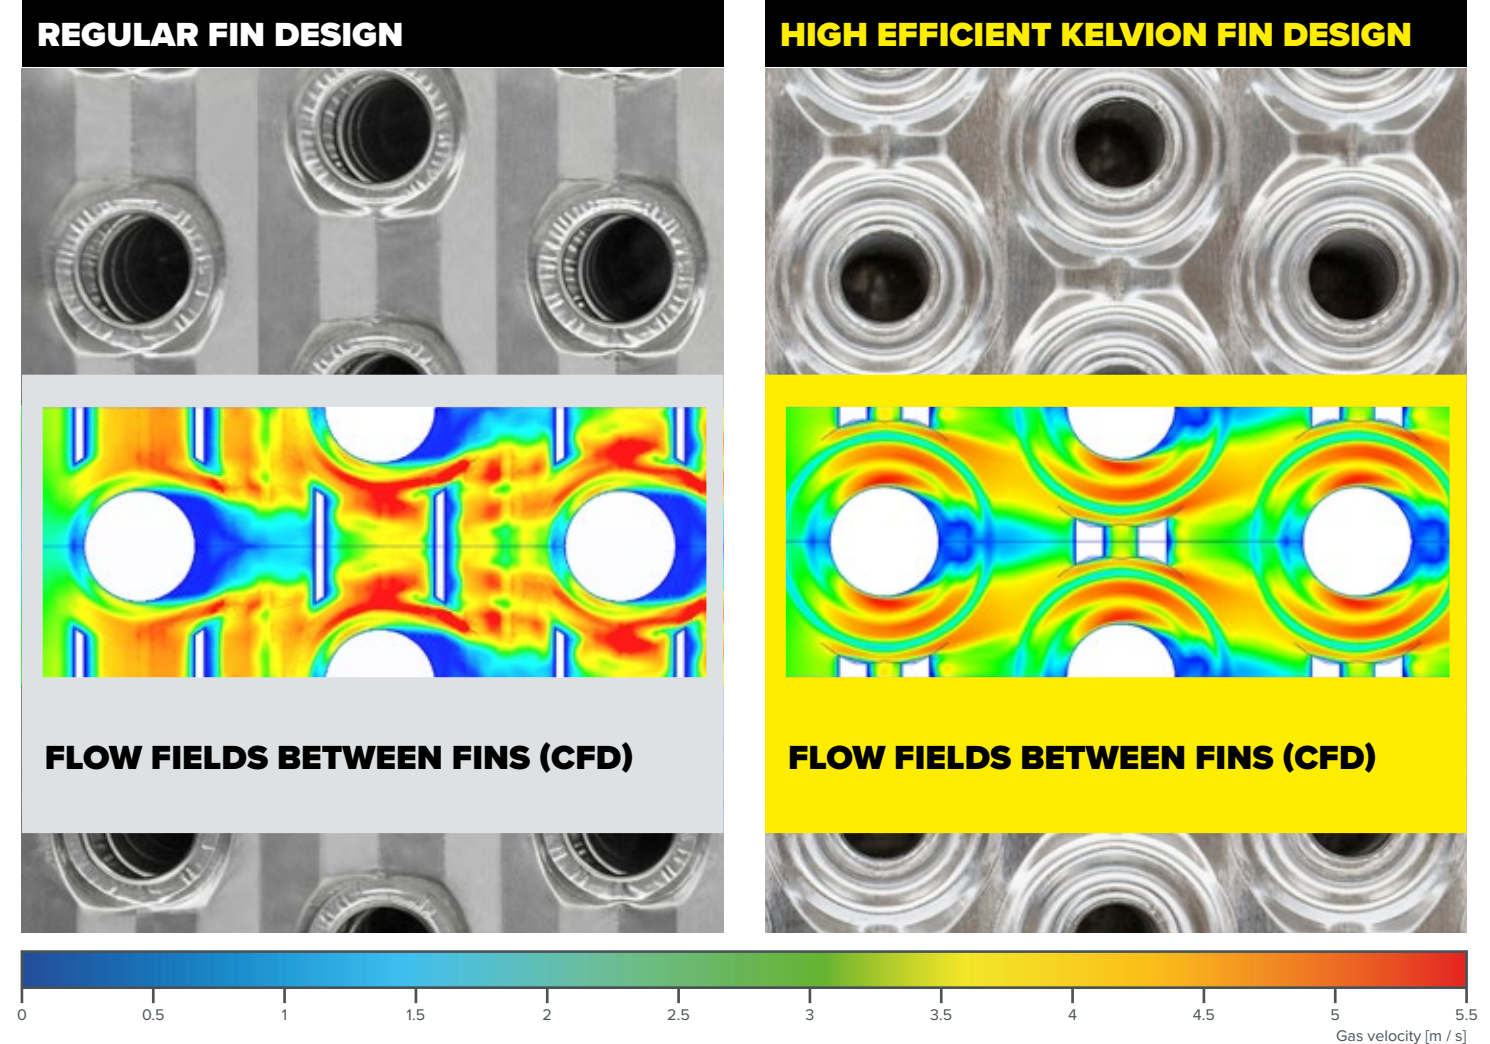 REGULAR FIN DESIGN
HIGH EFFICIENT KELVION FIN DESIGN
FLOW FIELDS BETWEEN FINS (CFD)
FLOW FIELDS BETWEEN FINS (CFD)
0 0.5 1 1.5 2 2.5 3 3.5 4 4.5 5 5.5
Gas velocity [m / s]